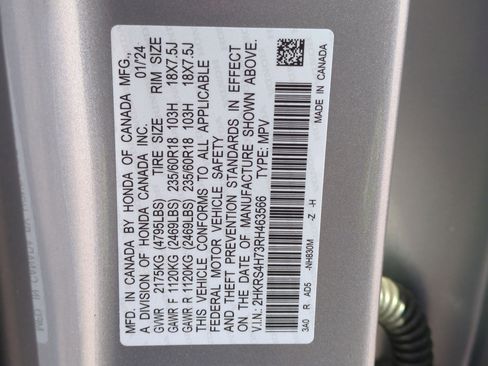 MFD. IN CANADA BY HONDA OF CANADA MFG.,
A DIVISION OF HONDA CANADA INC. 01/24
GVWR 2175KG (4795LBS) TIRE SIZE RIM SIZE
GAWR F 1120KG (2469LBS) 235/60R18 103H 18X7.5J
GAWR R 1120KG (2469LBS) 235/60R18 103H 18X7.5J
THIS VEHICLE CONFORMS TO ALL APPLICABLE
FEDERAL MOTOR VEHICLE SAFETY
AND THEFT PREVENTION STANDARDS IN EFFECT
ON THE DATE OF MANUFACTURE SHOWN ABOVE.
V.I.N.: 2HKRS4H73RH463566 TYPE: MPV
3A0 R AD5 -NH830M -Z -H MADE IN CANADA